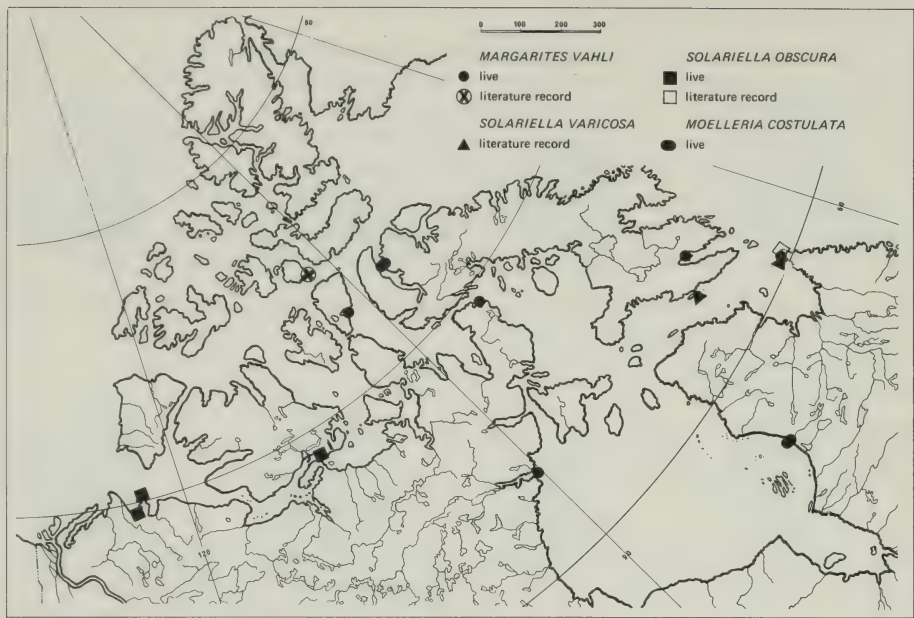 0 100 200 300
MARGARITES VAHLI
live
literature record
SOLARIELLA VARICOSA
literature record
SOLARIELLA OBSCURA
live
literature record
MOELLERIA COSTULATA
live
80
60
120